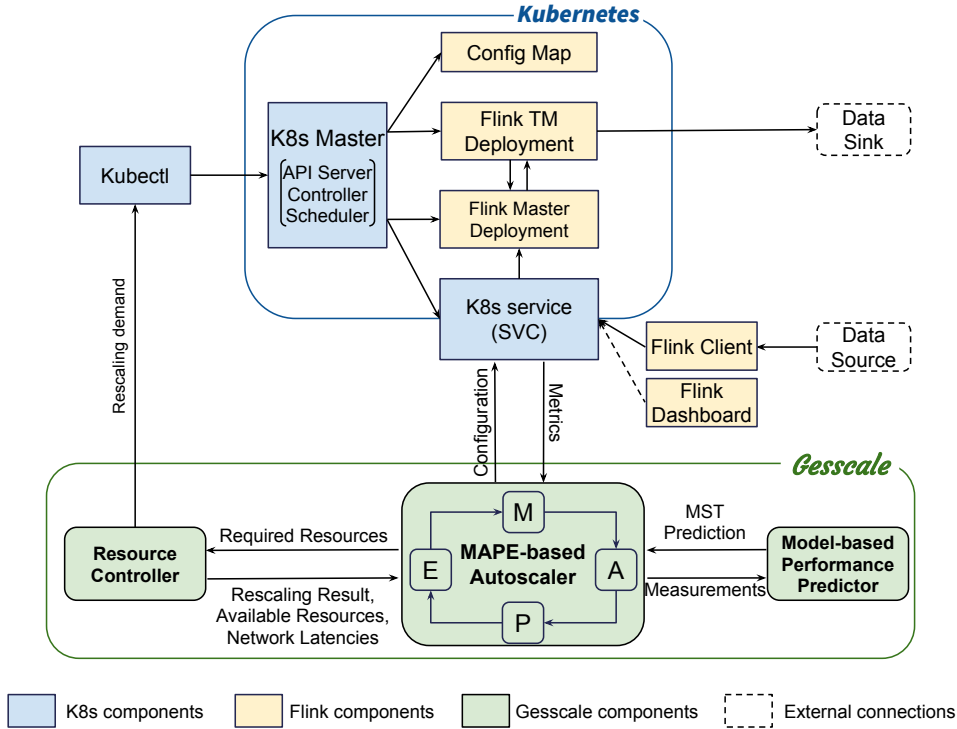 Kubernetes
Config Map
K8s Master
API Server
Controller
Scheduler
Flink TM
Deployment
Data
Sink
Kubectl
Flink Master
Deployment
K8s service
(SVC)
Flink Client
Data
Source
Flink
Dashboard
Rescaling demand
Configuration
Metrics
Gesscale
Resource
Controller
Required Resources
Rescaling Result,
Available Resources,
Network Latencies
M
MAPE-based
Autoscaler
E
A
P
MST
Prediction
Measurements
Model-based
Performance
Predictor
K8s components
Flink components
Gesscale components
External connections